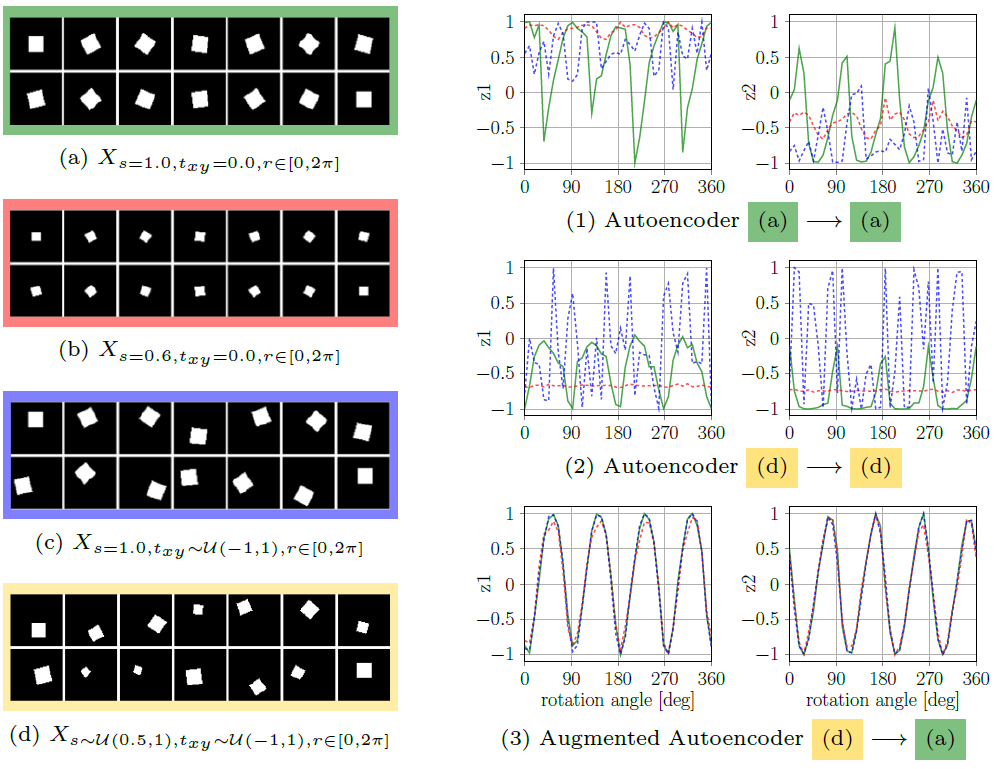 (a) X_{s=1.0,t_{xy}=0.0,r∈[0,2π]}
(b) X_{s=0.6,t_{xy}=0.0,r∈[0,2π]}
(c) X_{s=1.0,t_{xy}∼𝒰(−1,1),r∈[0,2π]}
(d) X_{s∼𝒰(0.5,1),t_{xy}∼𝒰(−1,1),r∈[0,2π]}
z1
1
0.5
0
−0.5
−1
0 90 180 270 360
z2
1
0.5
0
−0.5
−1
0 90 180 270 360
(1) Autoencoder (a) ⟶ (a)
z1
1
0.5
0
−0.5
−1
0 90 180 270 360
z2
1
0.5
0
−0.5
−1
0 90 180 270 360
(2) Autoencoder (d) ⟶ (d)
z1
1
0.5
0
−0.5
−1
0 90 180 270 360
rotation angle [deg]
z2
1
0.5
0
−0.5
−1
0 90 180 270 360
rotation angle [deg]
(3) Augmented Autoencoder (d) ⟶ (a)